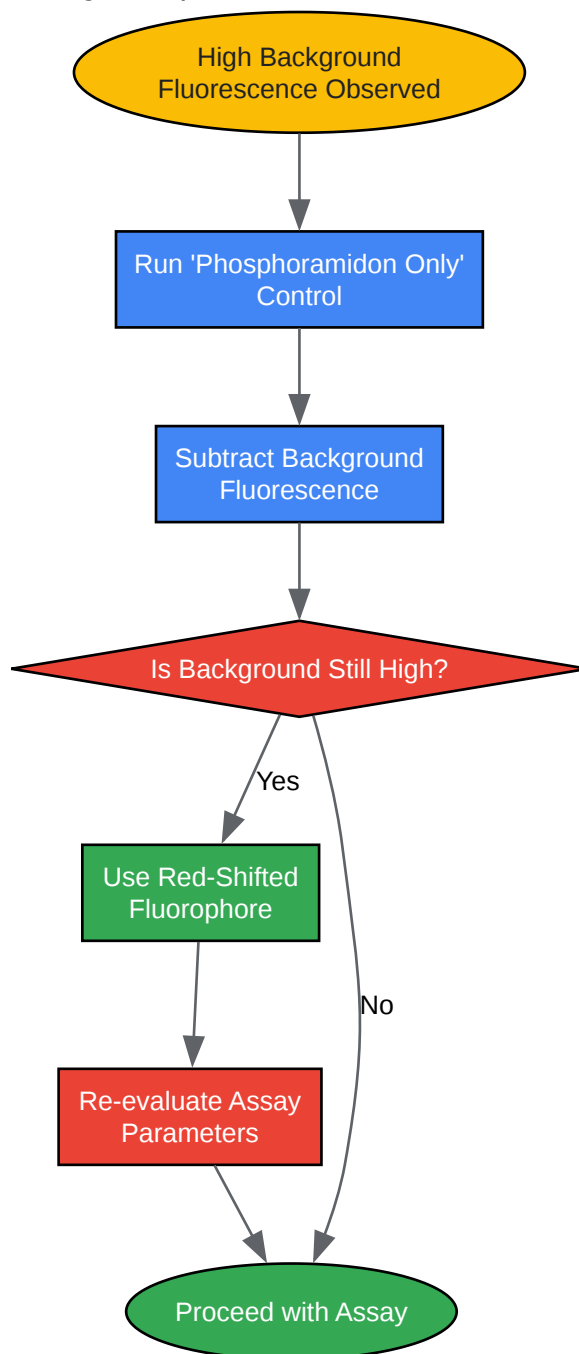 High Background
Fluorescence Observed
Run 'Phosphoramidon Only'
Control
Subtract Background
Fluorescence
Is Background Still High?
Yes
Use Red-Shifted
Fluorophore
No
Re-evaluate Assay
Parameters
Proceed with Assay